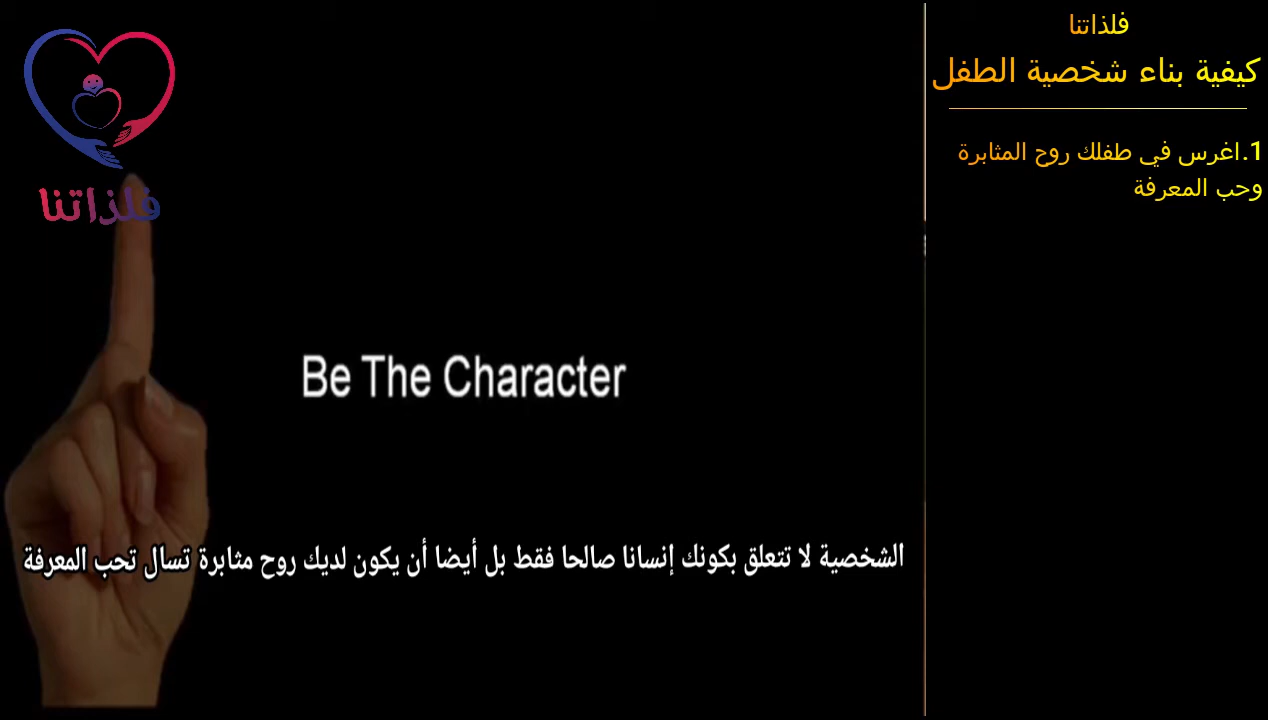 فلذاتنا
فلذاتنا
كيفية بناء شخصية الطفل
1.اغرس في طفلك روح المثابرة
وحب المعرفة
Be The Character
الشخصية لا تتعلق بكونك إنسانا صالحا فقط بل أيضا أن يكون لديك روح مثابرة تسال تحب المعرفة